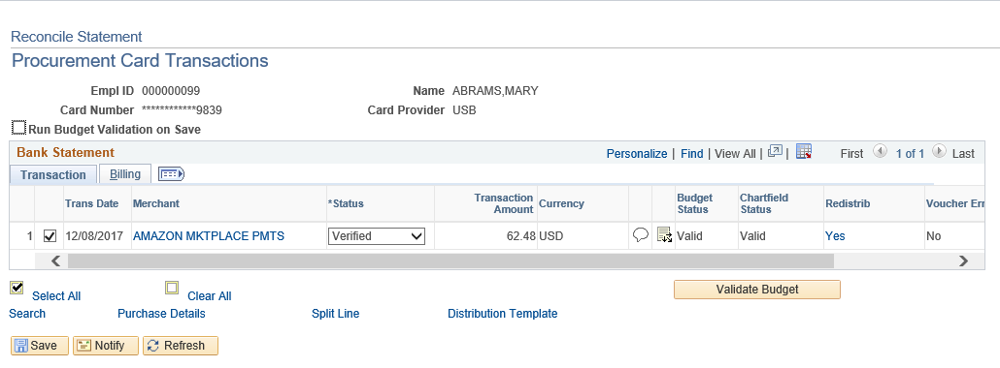 Reconcile Statement
Procurement Card Transactions
Empl ID 000000099 Name ABRAMS,MARY
Card Number ************9839 Card Provider USB
Run Budget Validation on Save
Bank Statement Personalize | Find | View All | | First 1 of 1 Last
Transaction Billing
Trans Date Merchant *Status Transaction Amount Currency Budget Status Chartfield Status Redistrib Voucher Err
1 12/08/2017 AMAZON MKTPLACE PMTS Verified 62.48 USD Valid Valid Yes No
Select All Clear All Validate Budget
Search Purchase Details Split Line Distribution Template
Save Notify Refresh